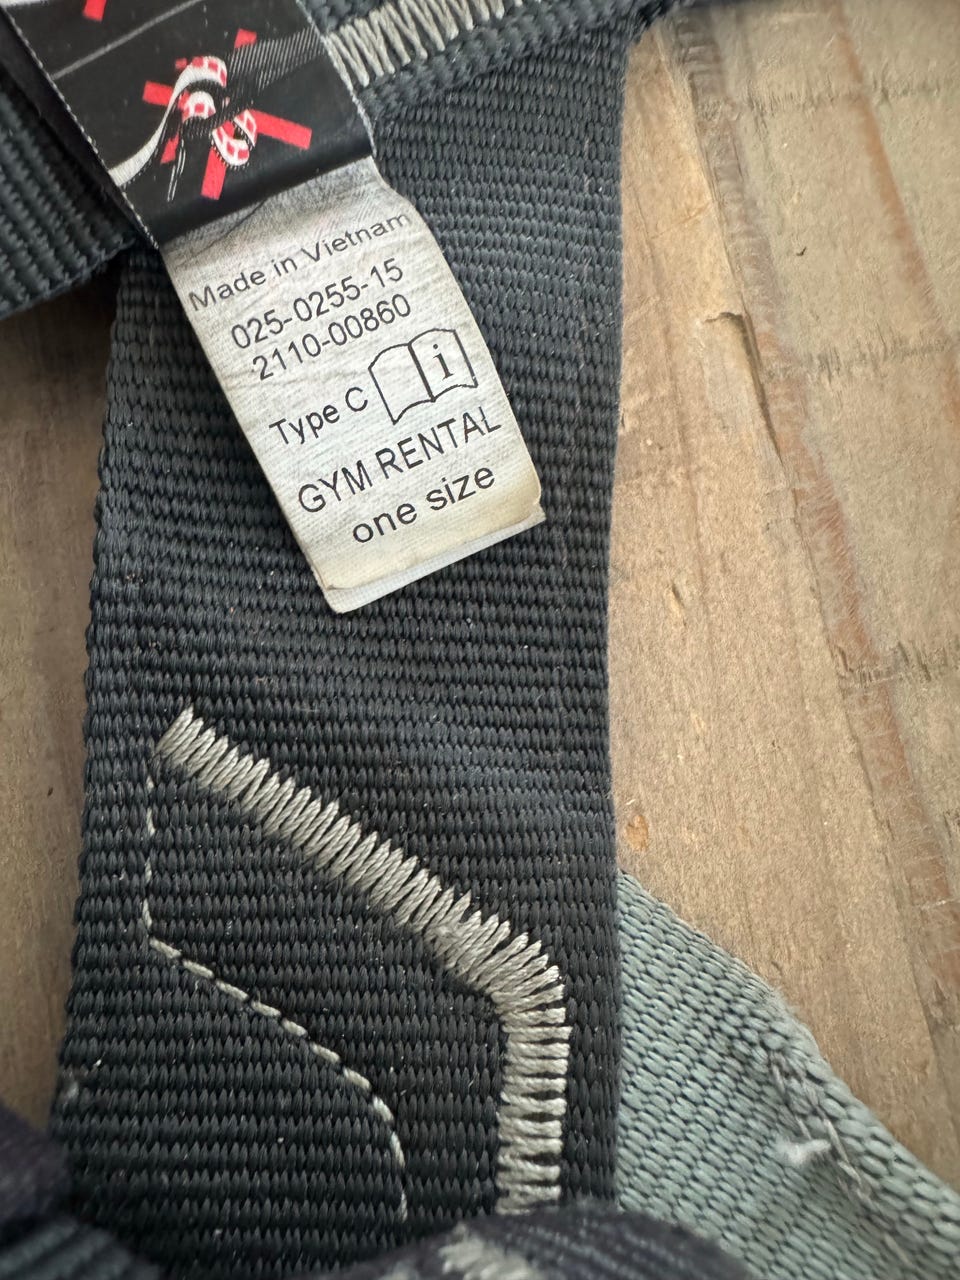 Made in Vietnam
025-0255-15
2110-00860
Type C i
GYM RENTAL
one size